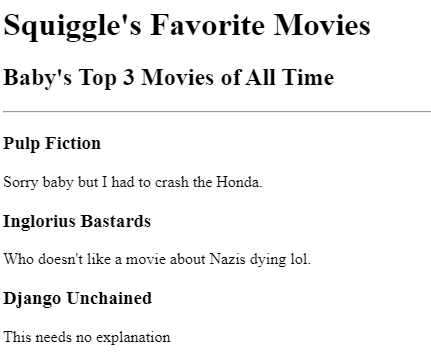 Squiggle's Favorite Movies
Baby's Top 3 Movies of All Time
Pulp Fiction
Sorry baby but I had to crash the Honda.
Inglorius Bastards
Who doesn't like a movie about Nazis dying lol.
Django Unchained
This needs no explanation